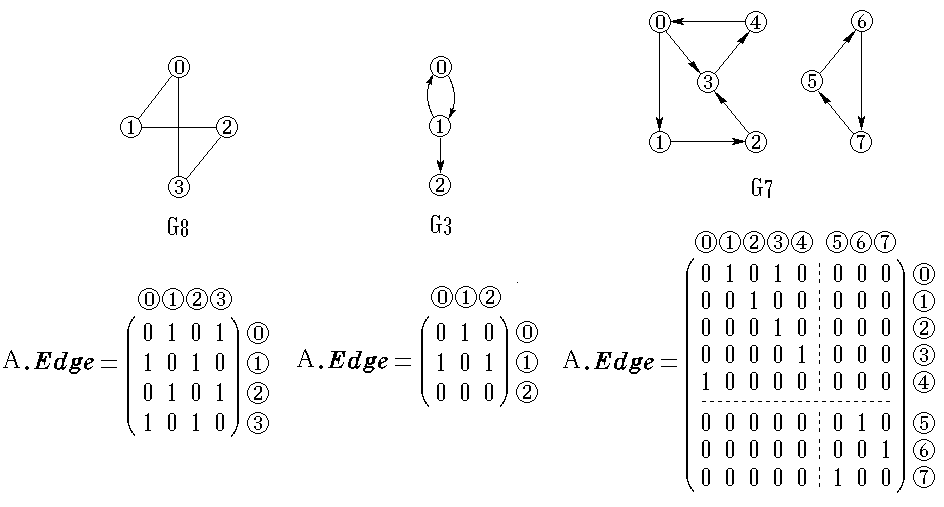 ⓪ ④ ⑥
⓪ ⓪
③ ⑤
① ② ①
① ② ⑦
③ ②
G8 G3 G7
⓪ ① ② ③ ④ ⑤ ⑥ ⑦
0 1 0 1 0 0 0 0 ⓪
⓪ ① ② ③ ⓪ ① ② 0 0 1 0 0 0 0 0 ①
0 1 0 1 ⓪ 0 1 0 ⓪ 0 0 0 1 0 0 0 0 ②
A.Edge = 1 0 1 0 ① A.Edge = 1 0 1 ① A.Edge = 0 0 0 0 1 0 0 0 ③
0 1 0 1 ② 0 0 0 ② 1 0 0 0 0 0 0 0 ④
1 0 1 0 ③ 0 0 0 0 0 0 1 0 ⑤
0 0 0 0 0 0 0 1 ⑥
0 0 0 0 0 1 0 0 ⑦